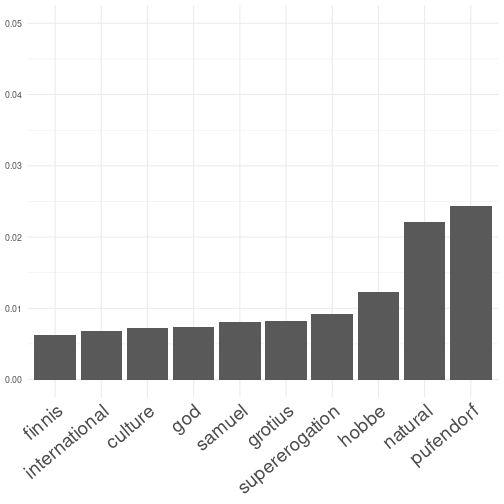 0.05
0.04
0.03
0.02
0.01
0.00
finnis
international
culture
god
samuel
grotius
supererogation
hobbe
natural
pufendorf